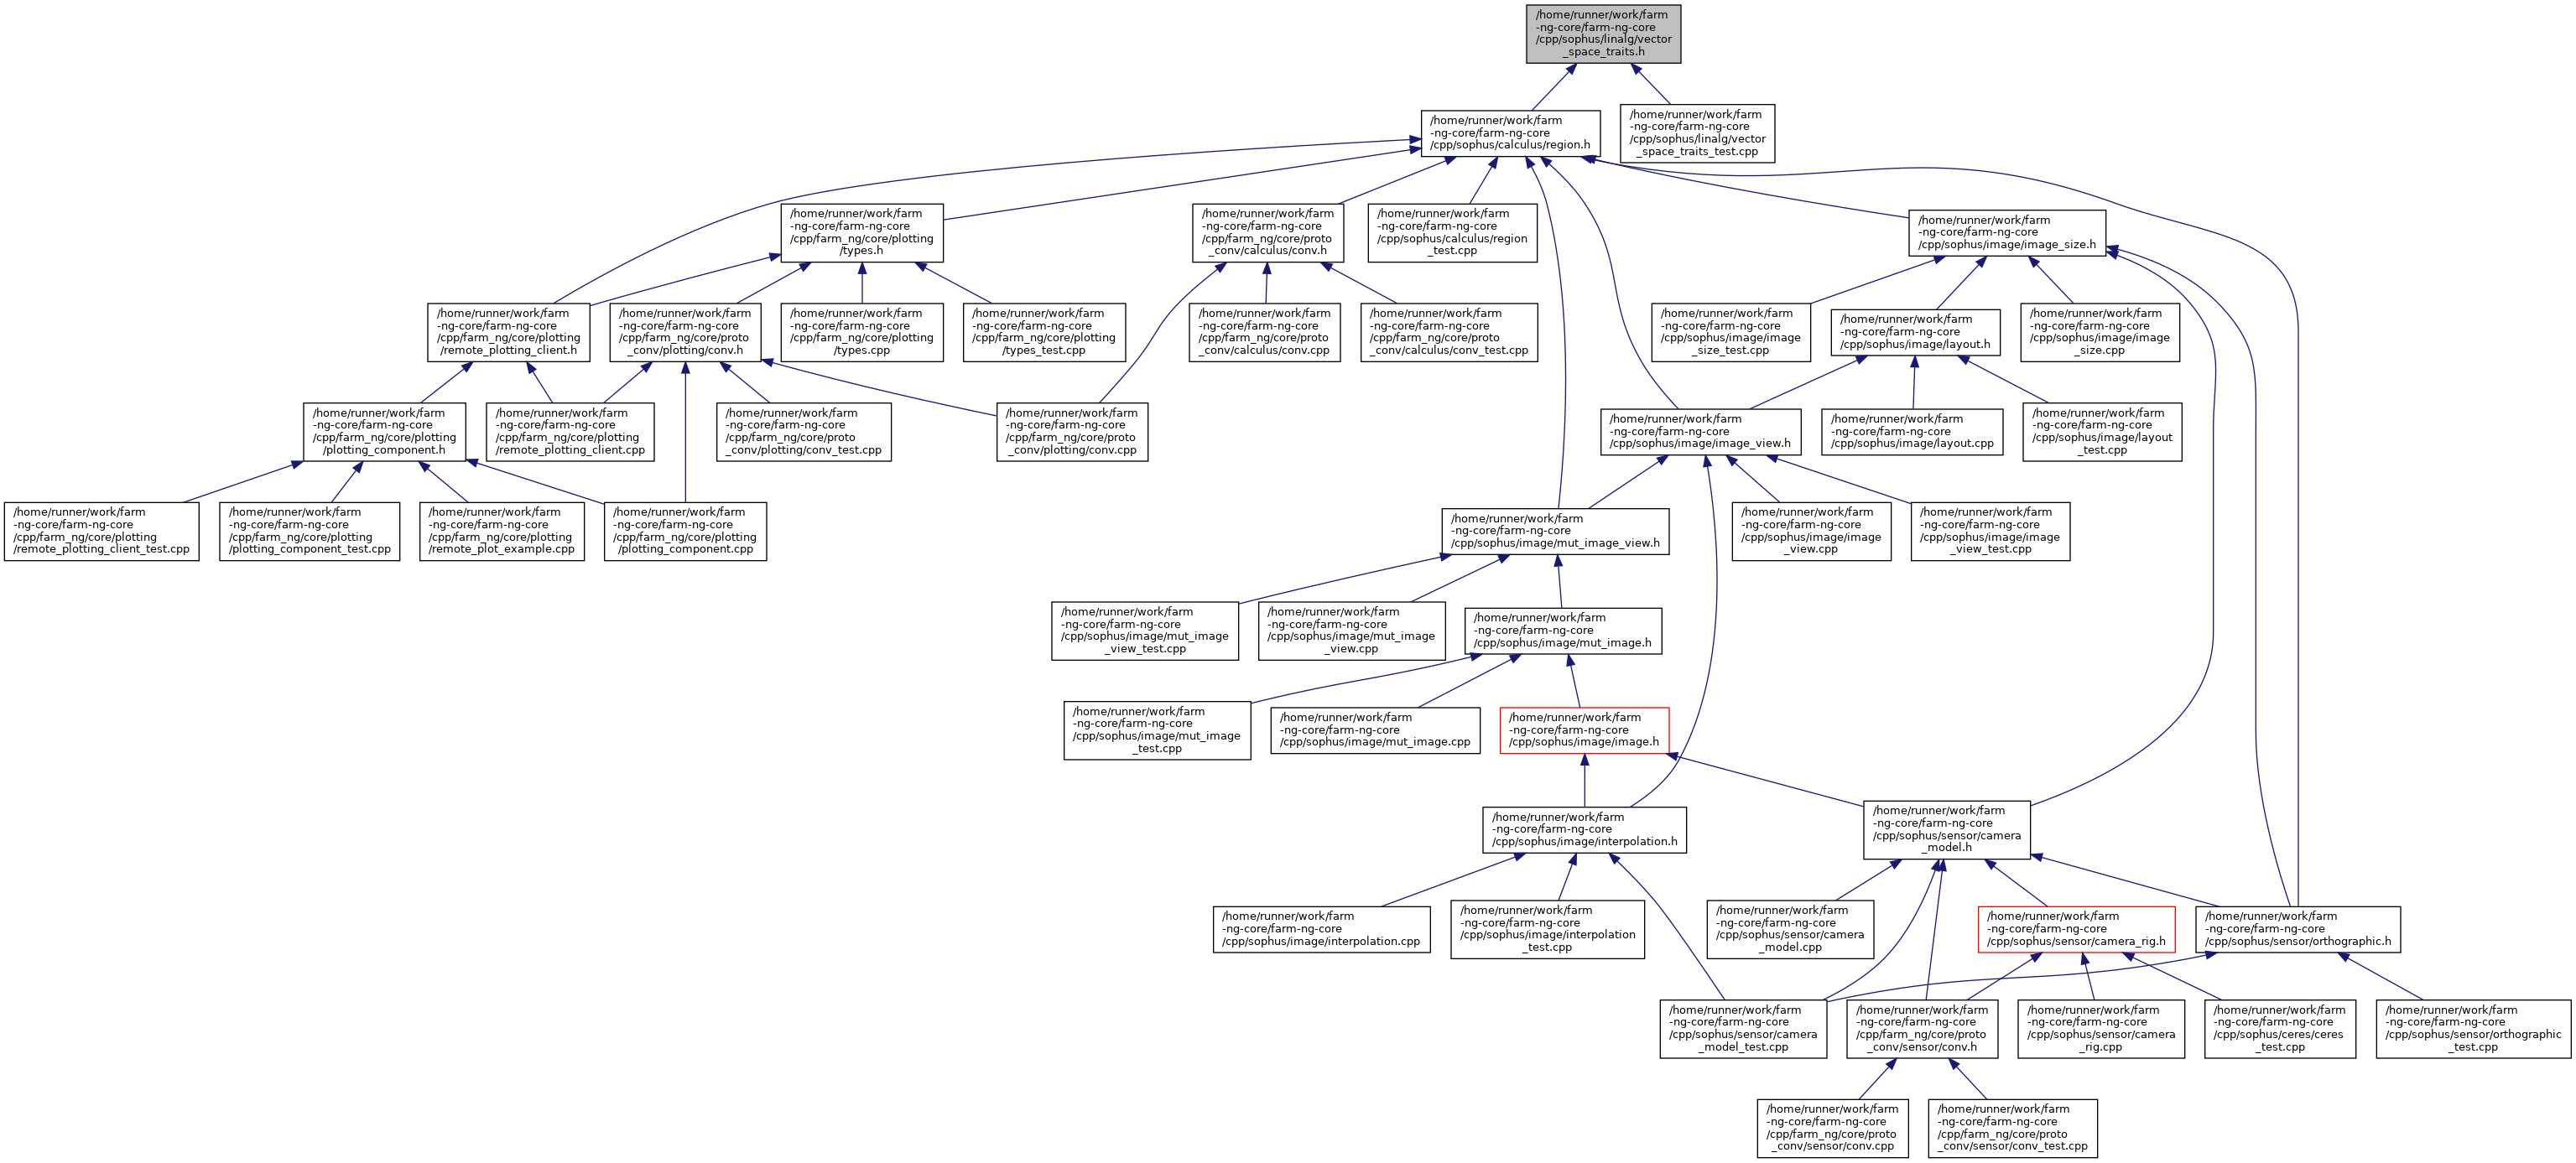 /home/runner/work/farm
-ng-core/farm-ng-core
/cpp/sophus/linalg/vector
_space_traits.h
/home/runner/work/farm
-ng-core/farm-ng-core
/cpp/sophus/calculus/region.h
/home/runner/work/farm
-ng-core/farm-ng-core
/cpp/sophus/linalg/vector
_space_traits_test.cpp
/home/runner/work/farm
-ng-core/farm-ng-core
/cpp/farm_ng/core/plotting
/types.h
/home/runner/work/farm
-ng-core/farm-ng-core
/cpp/farm_ng/core/proto
_conv/calculus/conv.h
/home/runner/work/farm
-ng-core/farm-ng-core
/cpp/sophus/calculus/region
_test.cpp
/home/runner/work/farm
-ng-core/farm-ng-core
/cpp/sophus/image/image_size.h
/home/runner/work/farm
-ng-core/farm-ng-core
/cpp/farm_ng/core/plotting
/remote_plotting_client.h
/home/runner/work/farm
-ng-core/farm-ng-core
/cpp/farm_ng/core/proto
_conv/plotting/conv.h
/home/runner/work/farm
-ng-core/farm-ng-core
/cpp/farm_ng/core/plotting
/types.cpp
/home/runner/work/farm
-ng-core/farm-ng-core
/cpp/farm_ng/core/plotting
/types_test.cpp
/home/runner/work/farm
-ng-core/farm-ng-core
/cpp/farm_ng/core/proto
_conv/calculus/conv.cpp
/home/runner/work/farm
-ng-core/farm-ng-core
/cpp/farm_ng/core/proto
_conv/calculus/conv_test.cpp
/home/runner/work/farm
-ng-core/farm-ng-core
/cpp/sophus/image/image
_size_test.cpp
/home/runner/work/farm
-ng-core/farm-ng-core
/cpp/sophus/image/layout.h
/home/runner/work/farm
-ng-core/farm-ng-core
/cpp/sophus/image/image
_size.cpp
/home/runner/work/farm
-ng-core/farm-ng-core
/cpp/farm_ng/core/plotting
/plotting_component.h
/home/runner/work/farm
-ng-core/farm-ng-core
/cpp/farm_ng/core/plotting
/remote_plotting_client.cpp
/home/runner/work/farm
-ng-core/farm-ng-core
/cpp/farm_ng/core/proto
_conv/plotting/conv_test.cpp
/home/runner/work/farm
-ng-core/farm-ng-core
/cpp/farm_ng/core/proto
_conv/plotting/conv.cpp
/home/runner/work/farm
-ng-core/farm-ng-core
/cpp/sophus/image/image_view.h
/home/runner/work/farm
-ng-core/farm-ng-core
/cpp/sophus/image/layout.cpp
/home/runner/work/farm
-ng-core/farm-ng-core
/cpp/sophus/image/layout
_test.cpp
/home/runner/work/farm
-ng-core/farm-ng-core
/cpp/farm_ng/core/plotting
/remote_plotting_client_test.cpp
/home/runner/work/farm
-ng-core/farm-ng-core
/cpp/farm_ng/core/plotting
/plotting_component_test.cpp
/home/runner/work/farm
-ng-core/farm-ng-core
/cpp/farm_ng/core/plotting
/remote_plot_example.cpp
/home/runner/work/farm
-ng-core/farm-ng-core
/cpp/farm_ng/core/plotting
/plotting_component.cpp
/home/runner/work/farm
-ng-core/farm-ng-core
/cpp/sophus/image/mut_image_view.h
/home/runner/work/farm
-ng-core/farm-ng-core
/cpp/sophus/image/image
_view.cpp
/home/runner/work/farm
-ng-core/farm-ng-core
/cpp/sophus/image/image
_view_test.cpp
/home/runner/work/farm
-ng-core/farm-ng-core
/cpp/sophus/image/mut_image
_view_test.cpp
/home/runner/work/farm
-ng-core/farm-ng-core
/cpp/sophus/image/mut_image
_view.cpp
/home/runner/work/farm
-ng-core/farm-ng-core
/cpp/sophus/image/mut_image.h
/home/runner/work/farm
-ng-core/farm-ng-core
/cpp/sophus/image/mut_image
_test.cpp
/home/runner/work/farm
-ng-core/farm-ng-core
/cpp/sophus/image/mut_image.cpp
/home/runner/work/farm
-ng-core/farm-ng-core
/cpp/sophus/image/image.h
/home/runner/work/farm
-ng-core/farm-ng-core
/cpp/sophus/image/interpolation.h
/home/runner/work/farm
-ng-core/farm-ng-core
/cpp/sophus/sensor/camera
_model.h
/home/runner/work/farm
-ng-core/farm-ng-core
/cpp/sophus/image/interpolation.cpp
/home/runner/work/farm
-ng-core/farm-ng-core
/cpp/sophus/image/interpolation
_test.cpp
/home/runner/work/farm
-ng-core/farm-ng-core
/cpp/sophus/sensor/camera
_model.cpp
/home/runner/work/farm
-ng-core/farm-ng-core
/cpp/sophus/sensor/camera_rig.h
/home/runner/work/farm
-ng-core/farm-ng-core
/cpp/sophus/sensor/orthographic.h
/home/runner/work/farm
-ng-core/farm-ng-core
/cpp/sophus/sensor/camera
_model_test.cpp
/home/runner/work/farm
-ng-core/farm-ng-core
/cpp/farm_ng/core/proto
_conv/sensor/conv.h
/home/runner/work/farm
-ng-core/farm-ng-core
/cpp/sophus/sensor/camera
_rig.cpp
/home/runner/work/farm
-ng-core/farm-ng-core
/cpp/sophus/ceres/ceres
_test.cpp
/home/runner/work/farm
-ng-core/farm-ng-core
/cpp/sophus/sensor/orthographic
_test.cpp
/home/runner/work/farm
-ng-core/farm-ng-core
/cpp/farm_ng/core/proto
_conv/sensor/conv.cpp
/home/runner/work/farm
-ng-core/farm-ng-core
/cpp/farm_ng/core/proto
_conv/sensor/conv_test.cpp